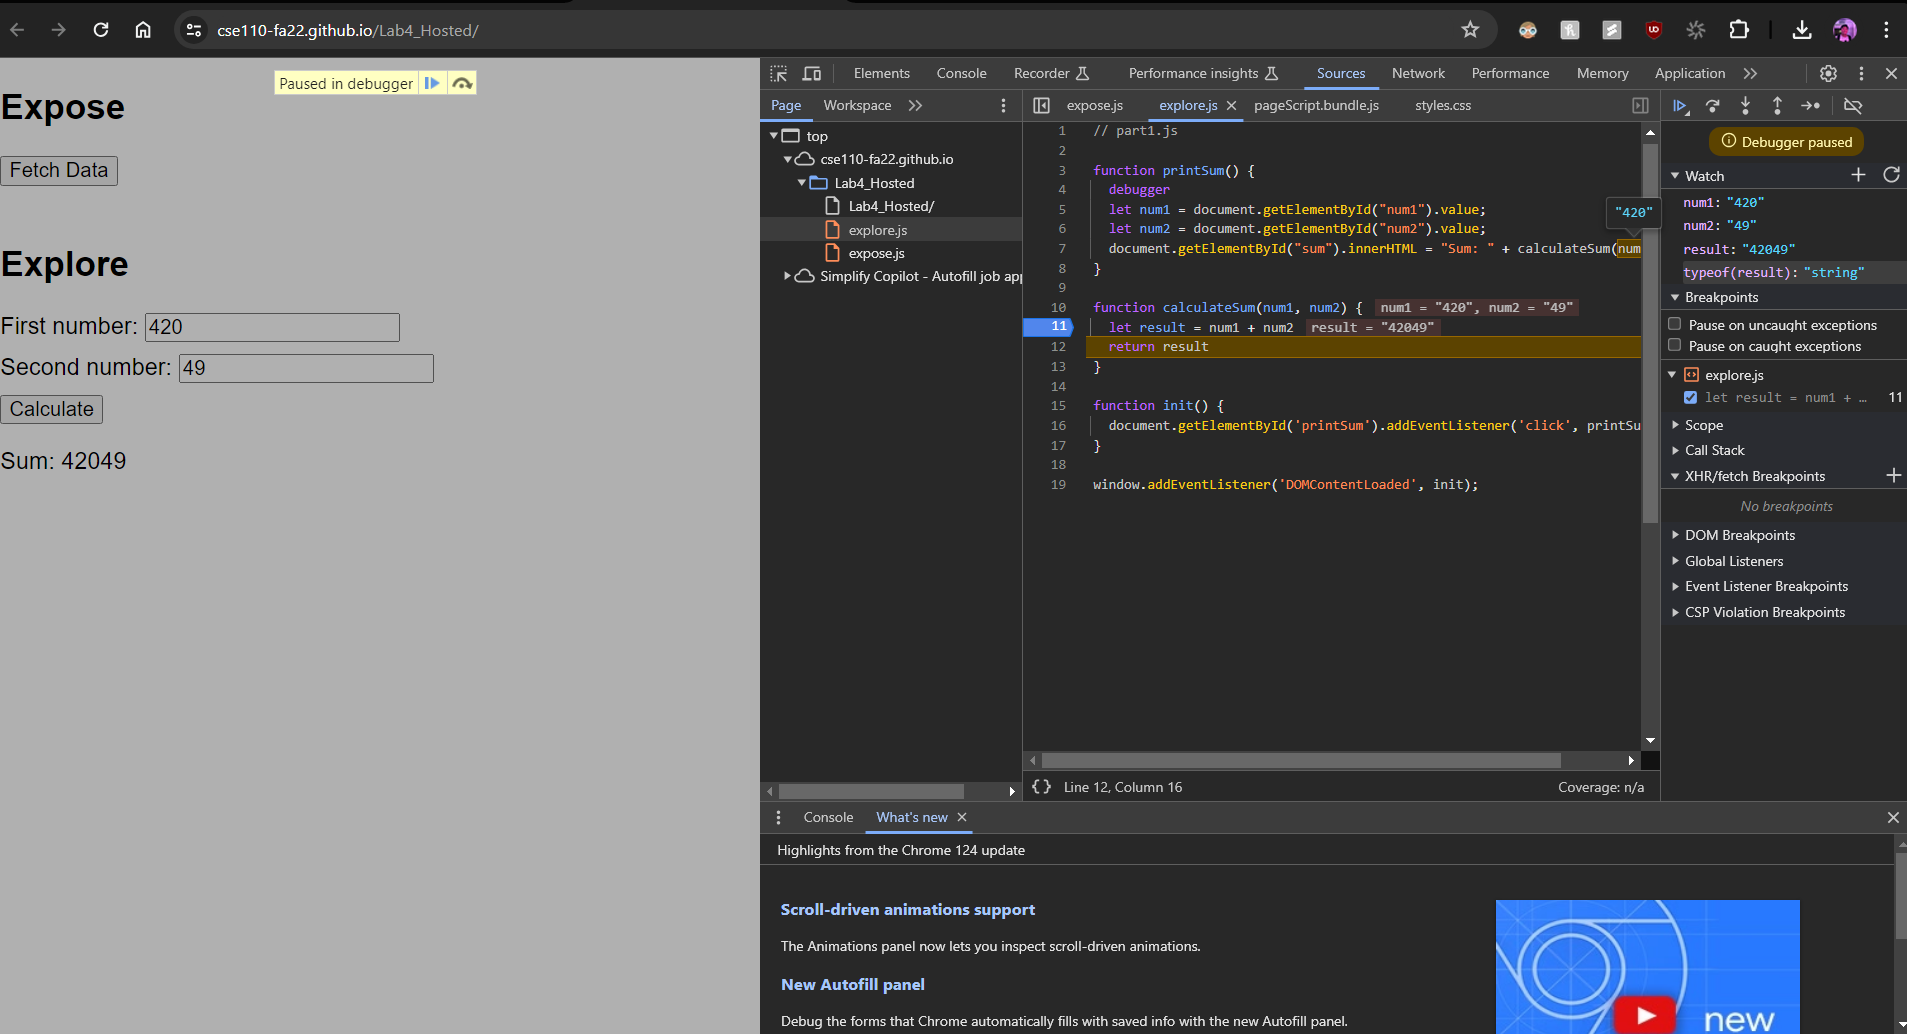 cse110-fa22.github.io/Lab4_Hosted/
Paused in debugger
Expose
Fetch Data
Explore
First number: 420
Second number: 49
Calculate
Sum: 42049
Elements Console Recorder Performance insights Sources Network Performance Memory Application
Page Workspace
top
cse110-fa22.github.io
Lab4_Hosted
Lab4_Hosted/
explore.js
expose.js
Simplify Copilot - Autofill job app
expose.js explore.js pageScript.bundle.js styles.css
1 // part1.js
2
3 function printSum() {
4 debugger
5 let num1 = document.getElementById("num1").value;
6 let num2 = document.getElementById("num2").value;
7 document.getElementById("sum").innerHTML = "Sum: " + calculateSum(num
"420"
8 }
9
10 function calculateSum(num1, num2) { num1 = "420", num2 = "49"
11 let result = num1 + num2 result = "42049"
12 return result
13 }
14
15 function init() {
16 document.getElementById('printSum').addEventListener('click', printSu
17 }
18
19 window.addEventListener('DOMContentLoaded', init);
{ } Line 12, Column 16
Coverage: n/a
Debugger paused
Watch
num1: "420"
num2: "49"
result: "42049"
typeof(result): "string"
Breakpoints
Pause on uncaught exceptions
Pause on caught exceptions
explore.js
let result = num1 + … 11
Scope
Call Stack
XHR/fetch Breakpoints
No breakpoints
DOM Breakpoints
Global Listeners
Event Listener Breakpoints
CSP Violation Breakpoints
Console What's new
Highlights from the Chrome 124 update
Scroll-driven animations support
The Animations panel now lets you inspect scroll-driven animations.
New Autofill panel
Debug the forms that Chrome automatically fills with saved info with the new Autofill panel.
new